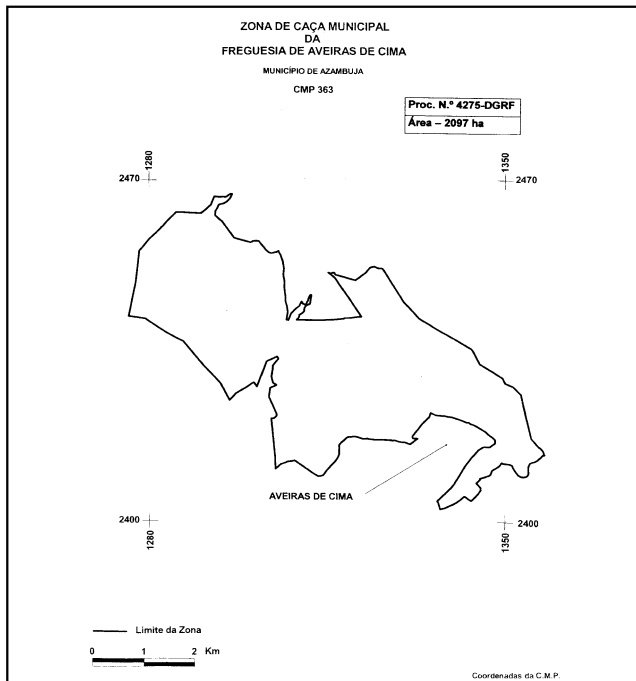 ZONA DE CAÇA MUNICIPAL
DA
FREGUESIA DE AVEIRAS DE CIMA
MUNICÍPIO DE AZAMBUJA
CMP 363
Proc. N.º 4275-DGRF
Área – 2097 ha
1280
1350
2470
2470
AVEIRAS DE CIMA
2400
2400
1280
1350
Limite da Zona
0 1 2 Km
Coordenadas da C.M.P.